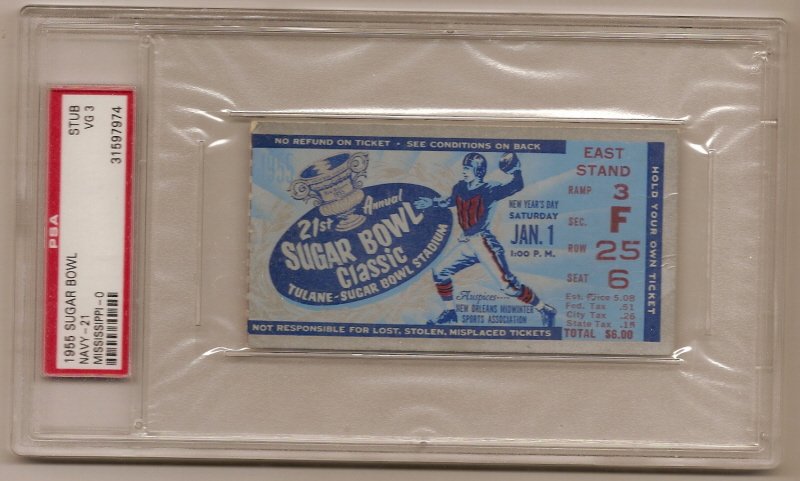 1955 SUGAR BOWL
NAVY - 21
MISSISSIPPI - 0
PSA
STUB
VG 3
31597974
NO REFUND ON TICKET • SEE CONDITIONS ON BACK
1955
21st Annual
SUGAR BOWL
Classic
TULANE - SUGAR BOWL STADIUM
NEW YEAR'S DAY
SATURDAY
JAN. 1
1:00 P. M.
Auspices....
NEW ORLEANS MIDWINTER
SPORTS ASSOCIATION
NOT RESPONSIBLE FOR LOST, STOLEN, MISPLACED TICKETS
EAST
STAND
RAMP 3
SEC. F
ROW 25
SEAT 6
Est. Price 5.08
Fed. Tax .51
City Tax .26
State Tax .15
TOTAL $6.00
HOLD YOUR OWN TICKET